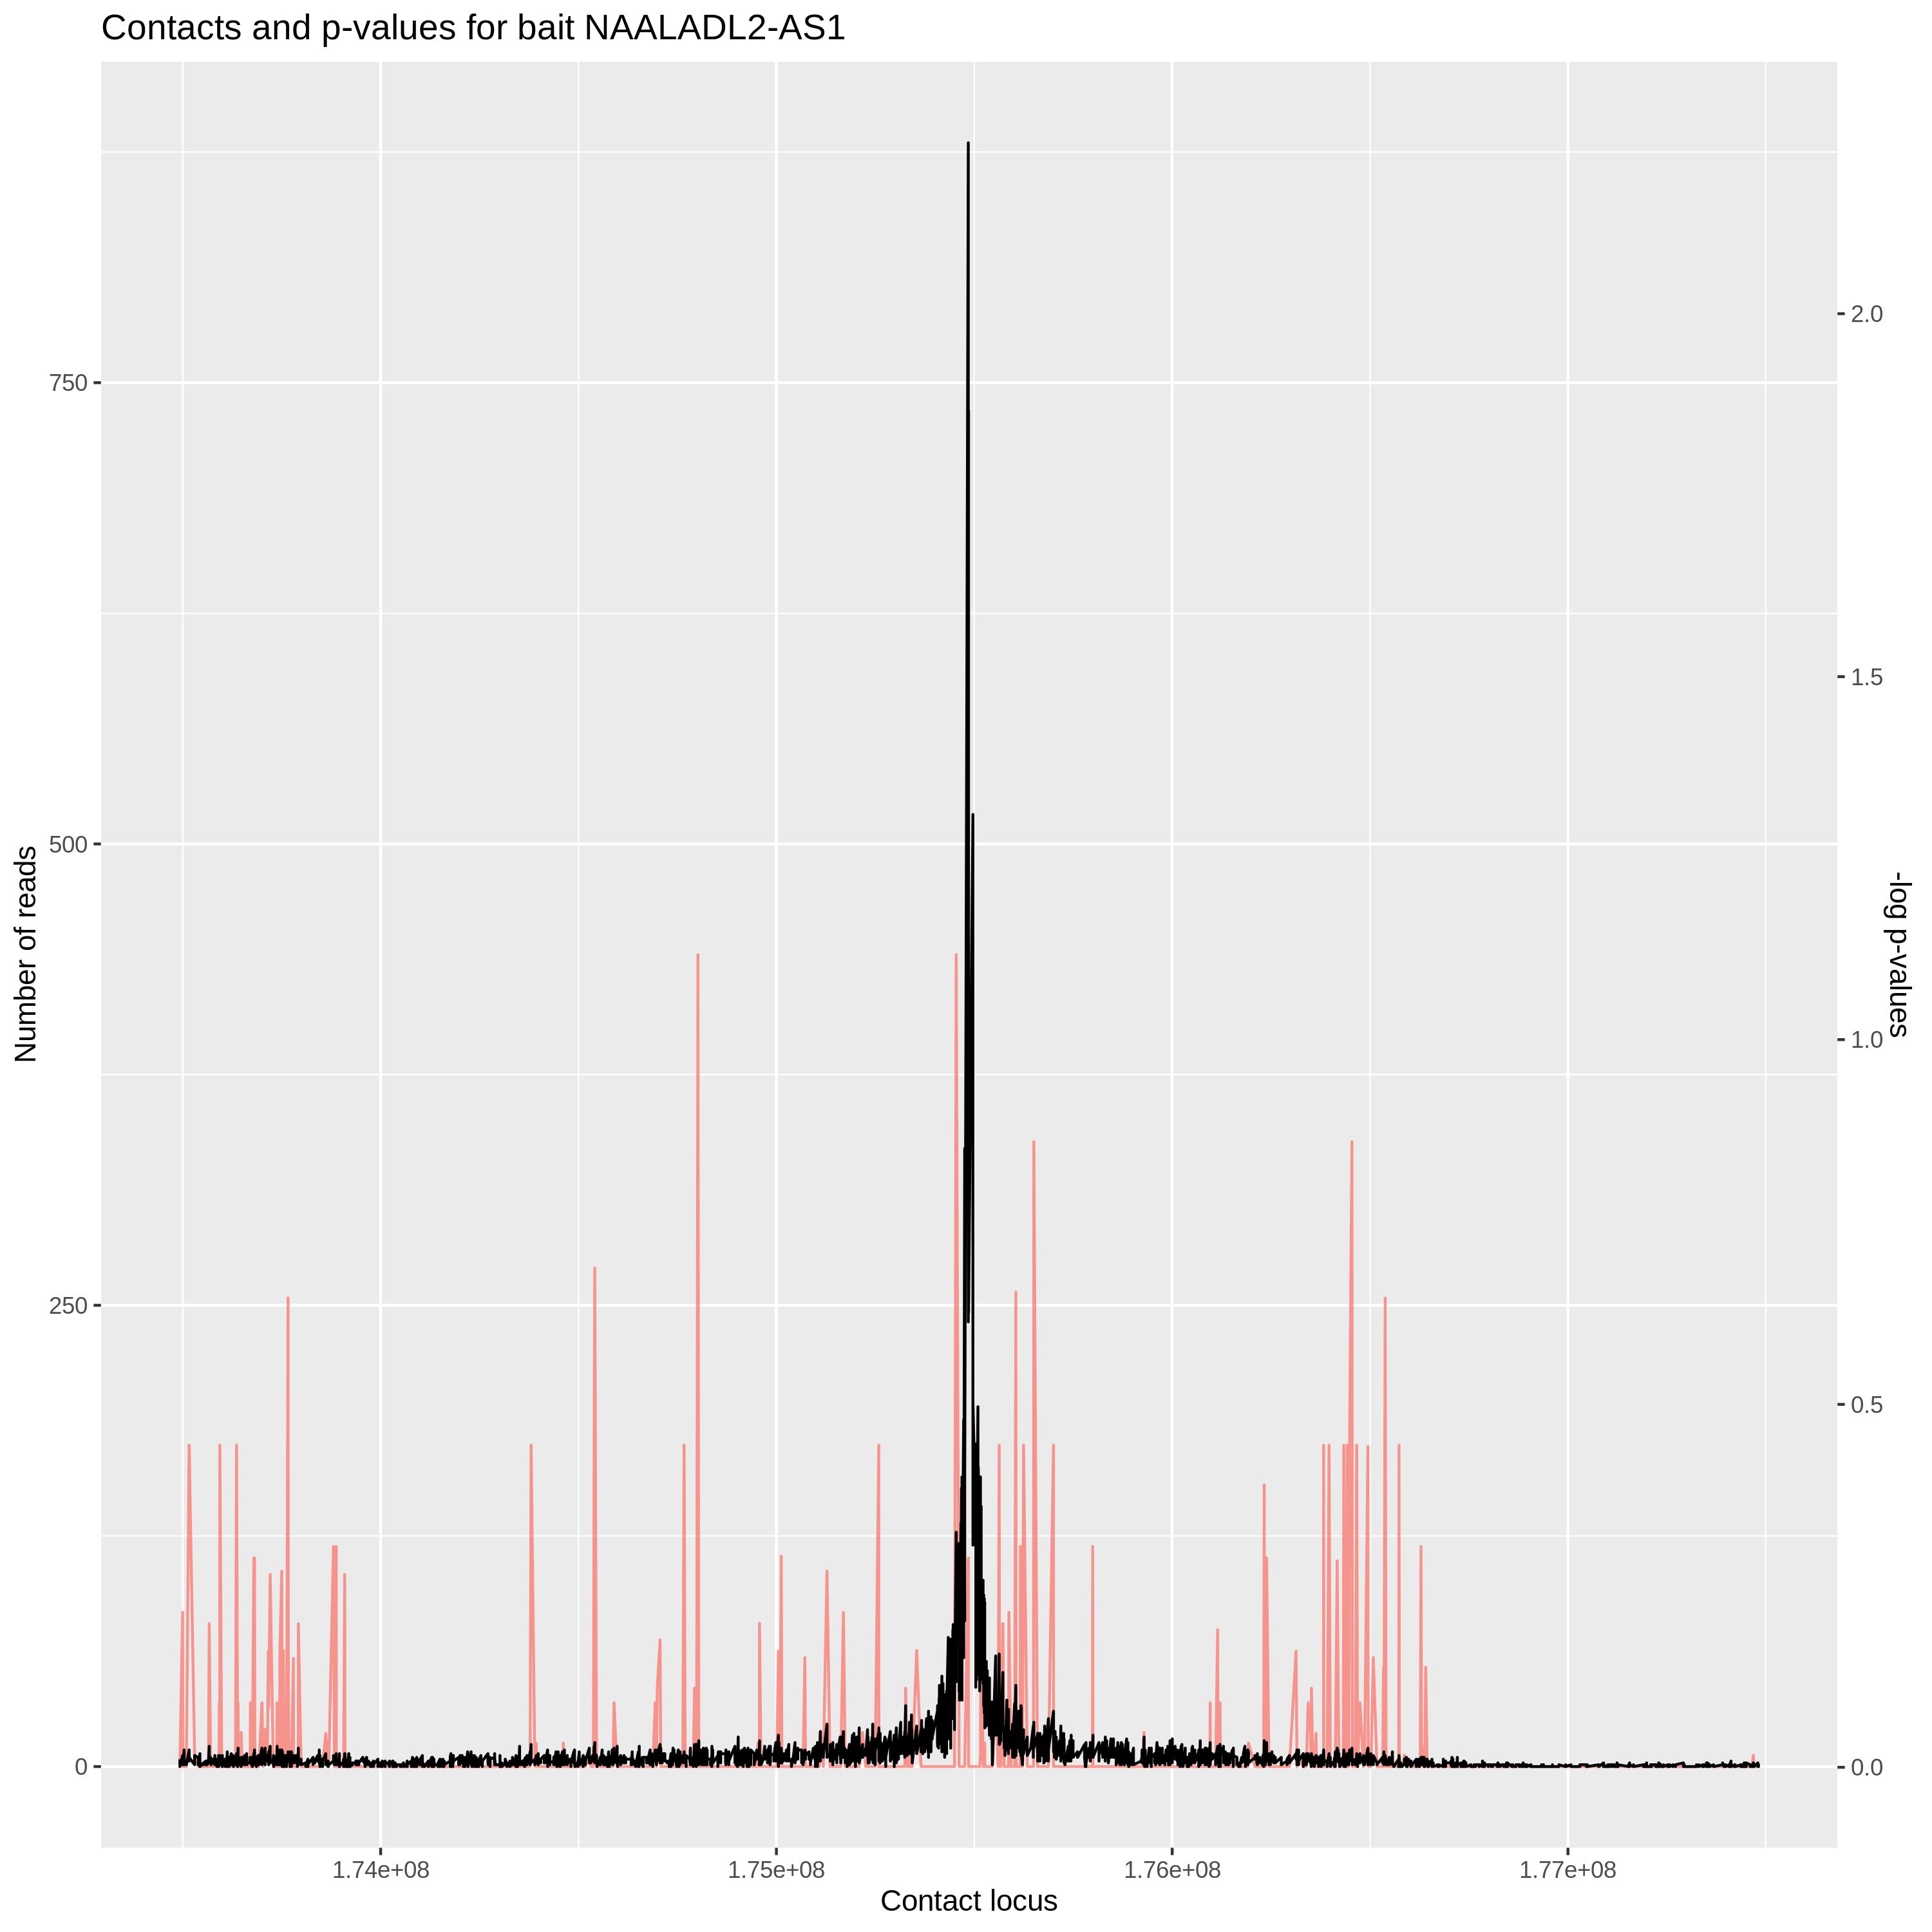 Contacts and p-values for bait NAALADL2-AS1
750
500
250
0
Number of reads
2.0
1.5
1.0
0.5
0.0
-log p-values
1.74e+08
1.75e+08
1.76e+08
1.77e+08
Contact locus